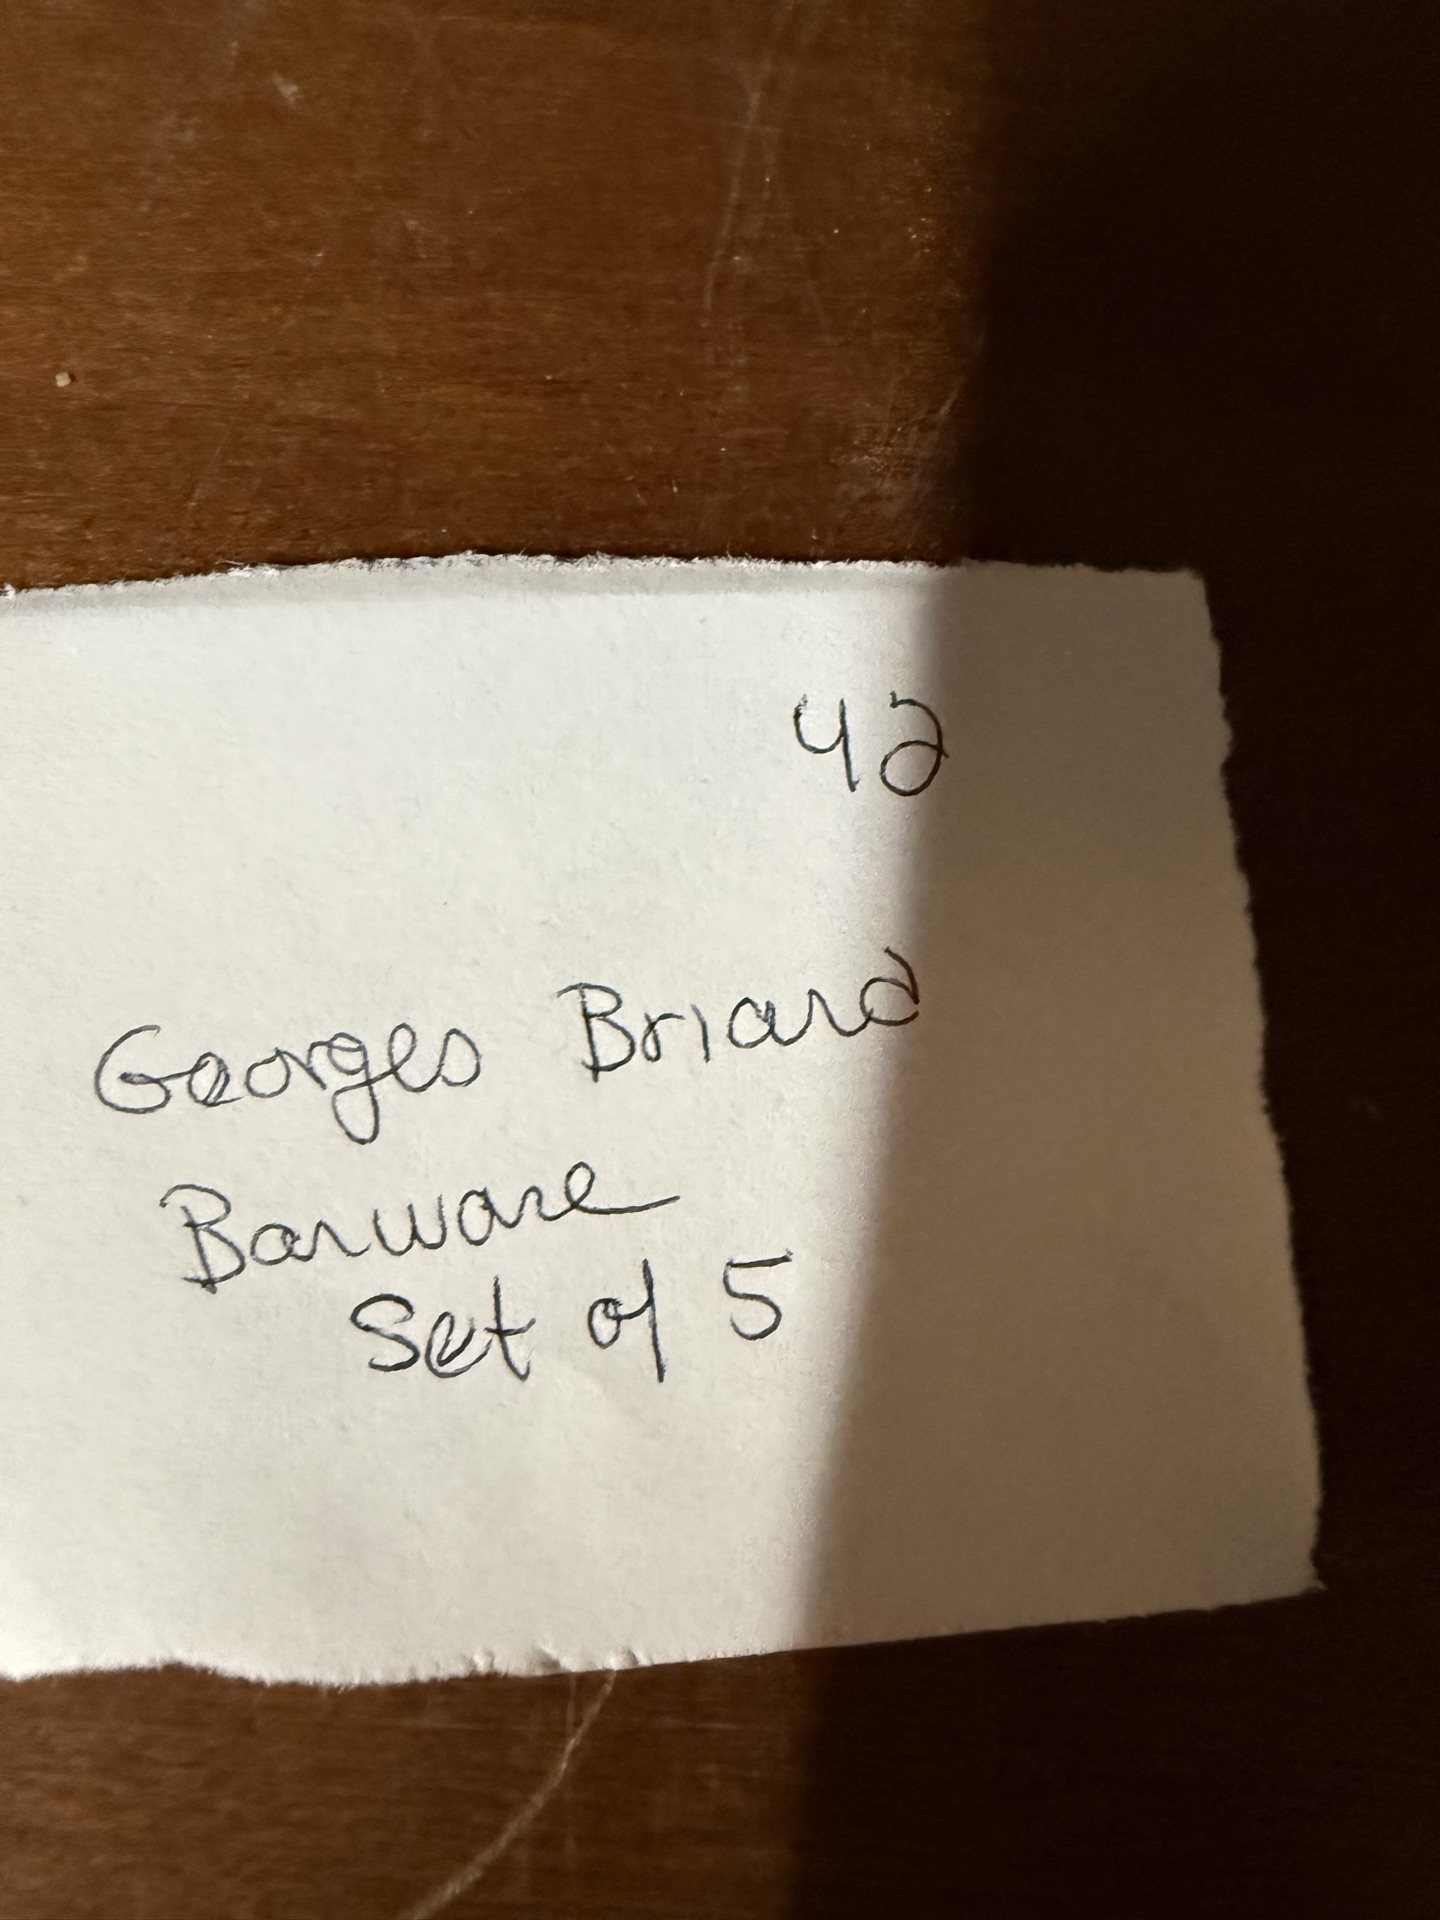 42
Georges Briard
Barware
Set of 5